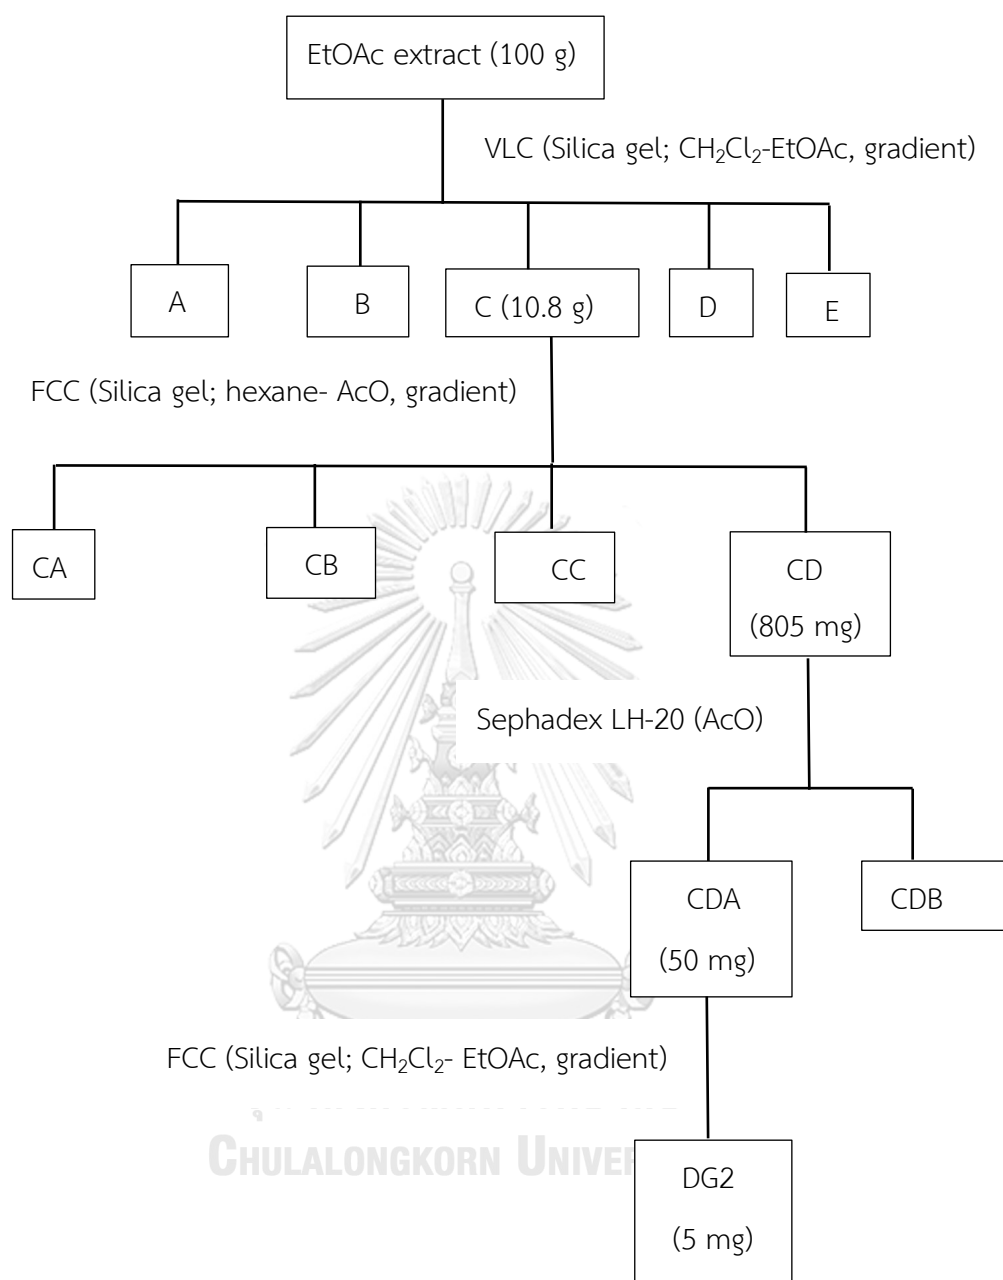 EtOAc extract (100 g)
VLC (Silica gel; CH₂Cl₂-EtOAc, gradient)
A
B
C (10.8 g)
D
E
FCC (Silica gel; hexane- AcO, gradient)
CA
CB
CC
CD
(805 mg)
Sephadex LH-20 (AcO)
CDA
(50 mg)
CDB
FCC (Silica gel; CH₂Cl₂- EtOAc, gradient)
CHULALONGKORN
DG2
(5 mg)